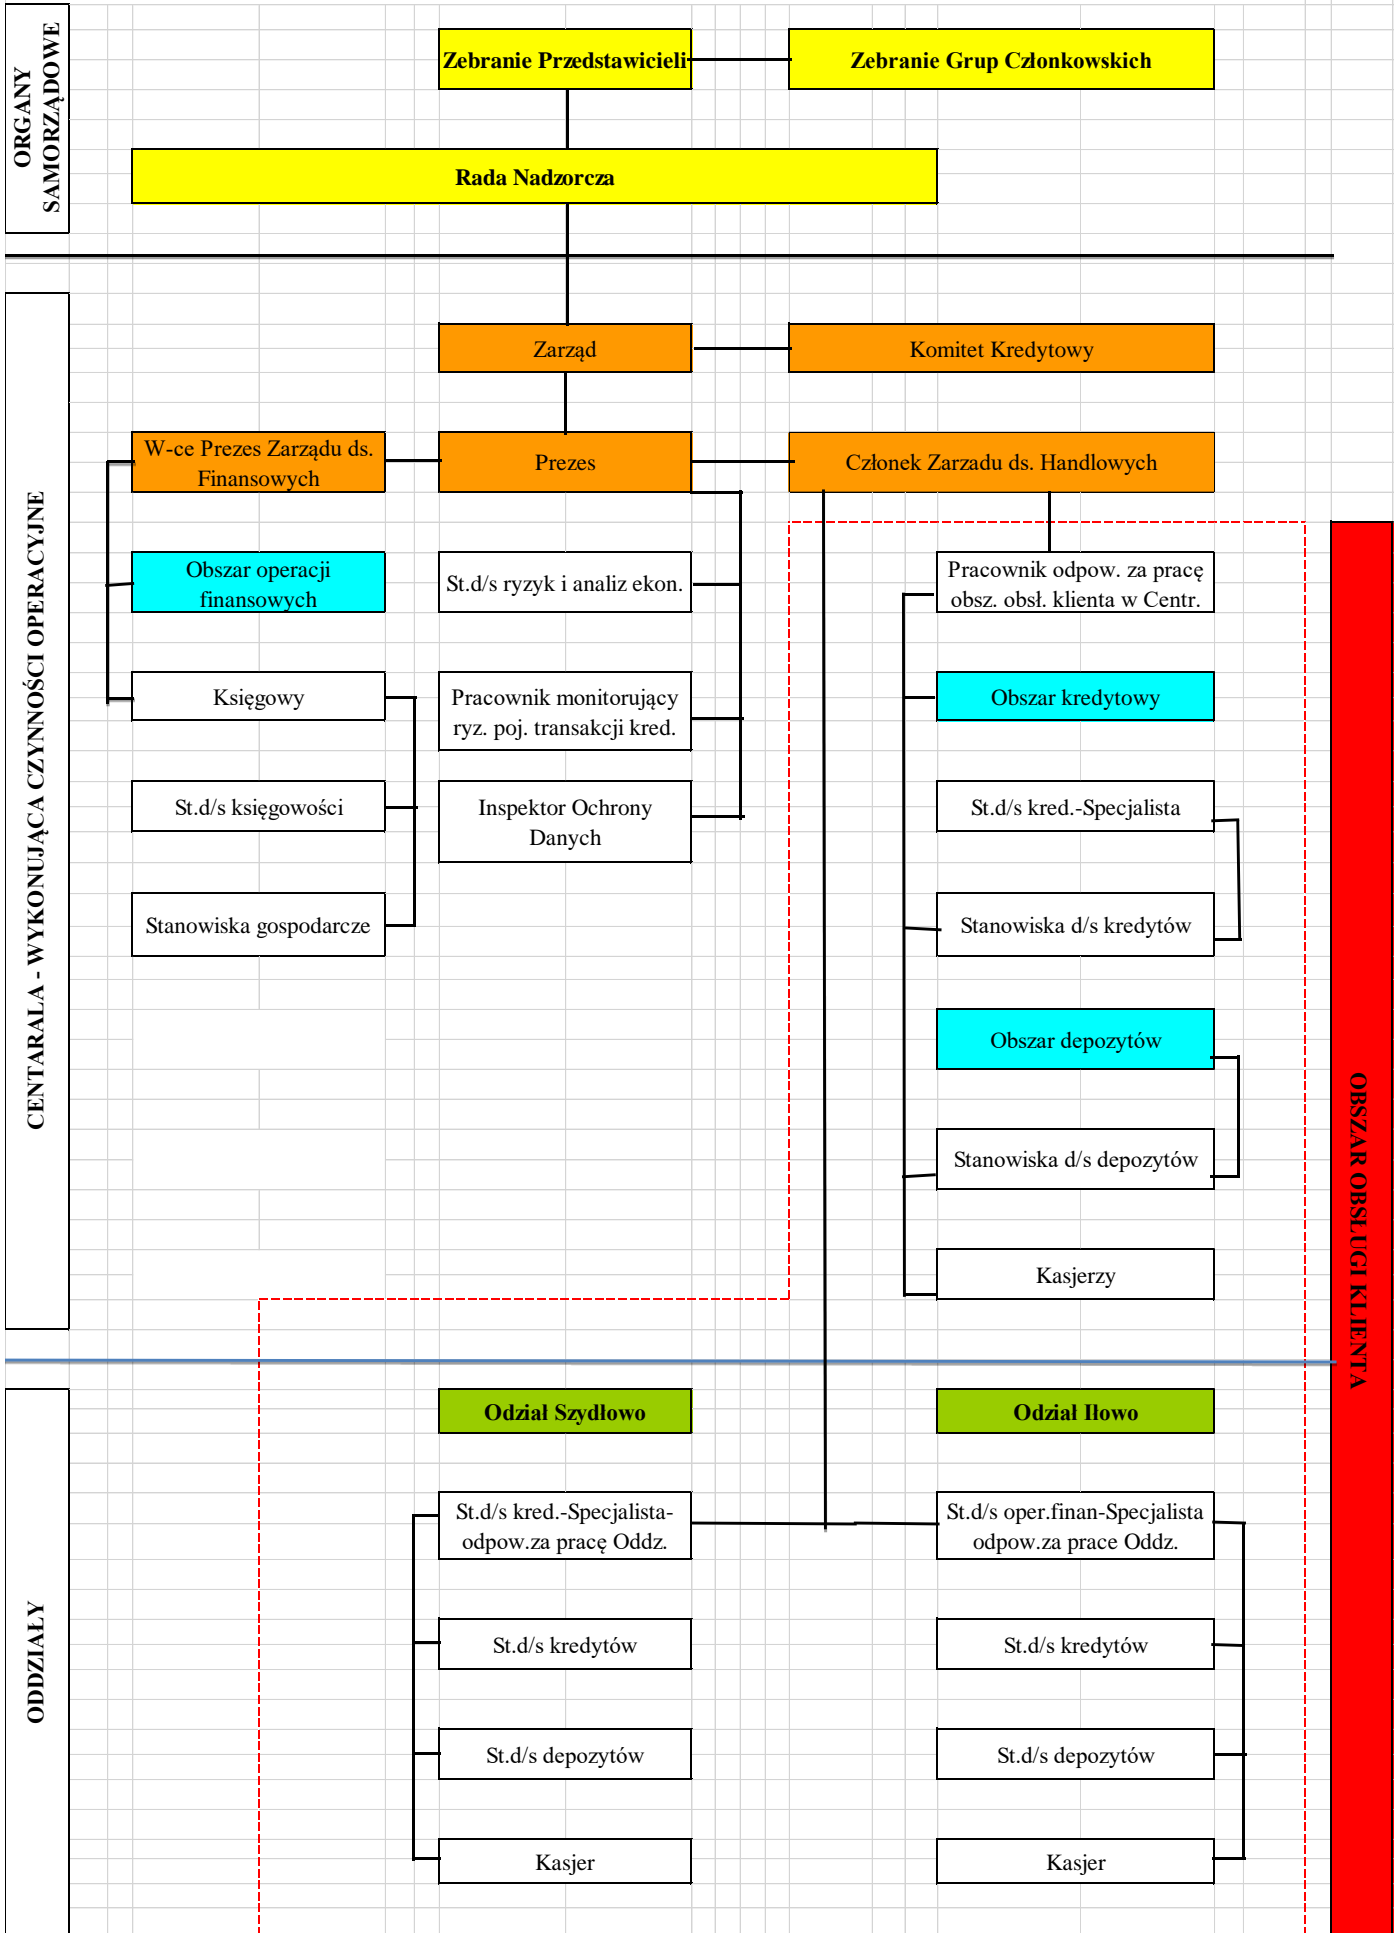 ORGANY
SAMORZĄDOWE
Zebranie Przedstawicieli
Zebranie Grup Członkowskich
Rada Nadzorcza
CENTARALA - WYKONUJĄCA CZYNNOŚCI OPERACYJNE
Zarząd
Komitet Kredytowy
W-ce Prezes Zarządu ds.
Finansowych
Prezes
Członek Zarzadu ds. Handlowych
Obszar operacji
finansowych
St.d/s ryzyk i analiz ekon.
Pracownik odpow. za pracę
obsz. obsł. klienta w Centr.
Księgowy
Pracownik monitorujący
ryz. poj. transakcji kred.
Obszar kredytowy
St.d/s księgowości
Inspektor Ochrony
Danych
St.d/s kred.-Specjalista
Stanowiska gospodarcze
Stanowiska d/s kredytów
Obszar depozytów
Stanowiska d/s depozytów
Kasjerzy
OBSZAR OBSŁUGI KLIENTA
ODDZIAŁY
Odział Szydłowo
Odział Iłowo
St.d/s kred.-Specjalista-
odpow.za pracę Oddz.
St.d/s oper.finan-Specjalista
odpow.za prace Oddz.
St.d/s kredytów
St.d/s kredytów
St.d/s depozytów
St.d/s depozytów
Kasjer
Kasjer